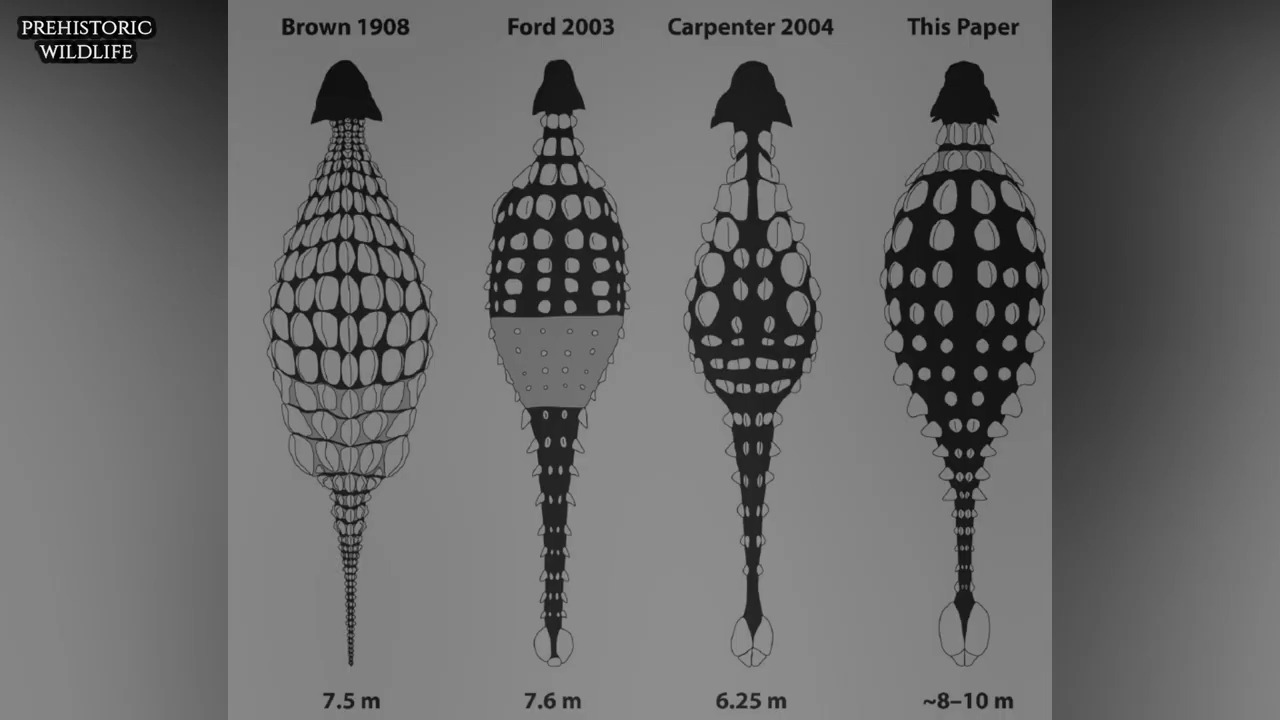 PREHISTORIC
WILDLIFE
Brown 1908
Ford 2003
Carpenter 2004
This Paper
7.5 m
7.6 m
6.25 m
~8–10 m